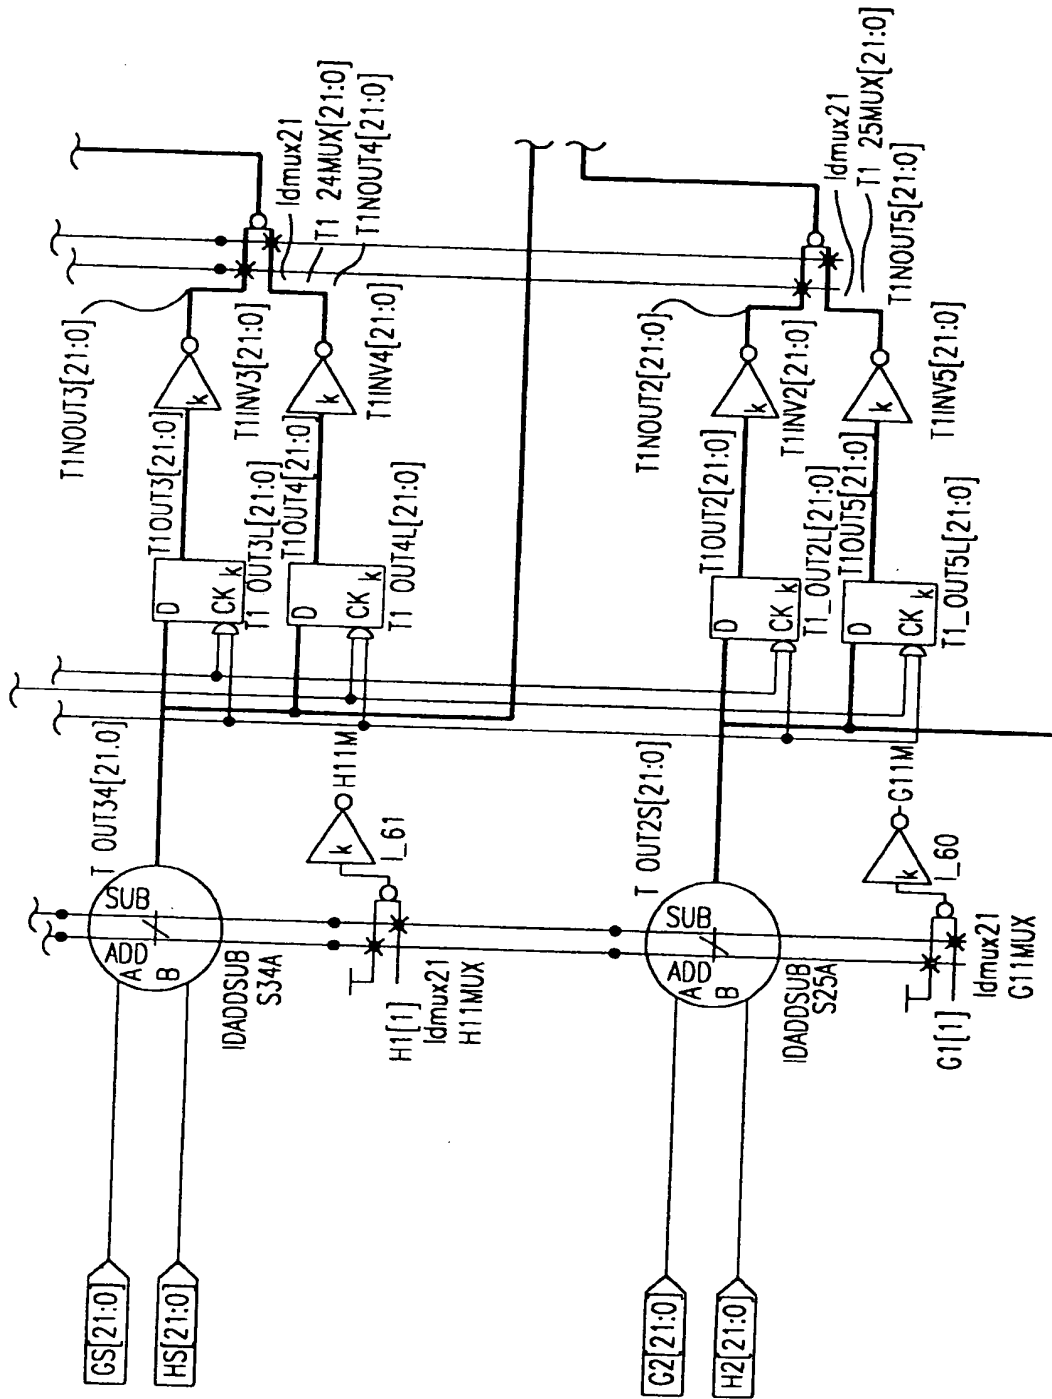 GS[21:0]
HS[21:0]
A
B
ADD
SUB
IDADDSUB
S34A
T OUT34[21.0]
H1[1]
Idmux21
H11MUX
k
I_61
H11M
D
CK
k
T1 OUT3L[21:0]
T1OUT3[21:0]
D
CK
k
T1 OUT4L[21:0]
T1OUT4[21:0]
k
T1INV3[21:0]
T1NOUT3[21:0]
k
T1INV4[21:0]
Idmux21
T1 24MUX[21:0]
T1NOUT4[21:0]
G2[21:0]
H2[21:0]
A
B
ADD
SUB
IDADDSUB
S25A
T OUT2S[21:0]
G1[1]
Idmux21
G11MUX
k
I_60
G11M
D
CK
k
T1_OUT2L[21:0]
T1OUT2[21:0]
D
CK
k
T1_OUT5L[21:0]
T1OUT5[21:0]
k
T1INV2[21:0]
T1NOUT2[21:0]
k
T1INV5[21:0]
Idmux21
T1 25MUX[21:0]
T1NOUT5[21:0]